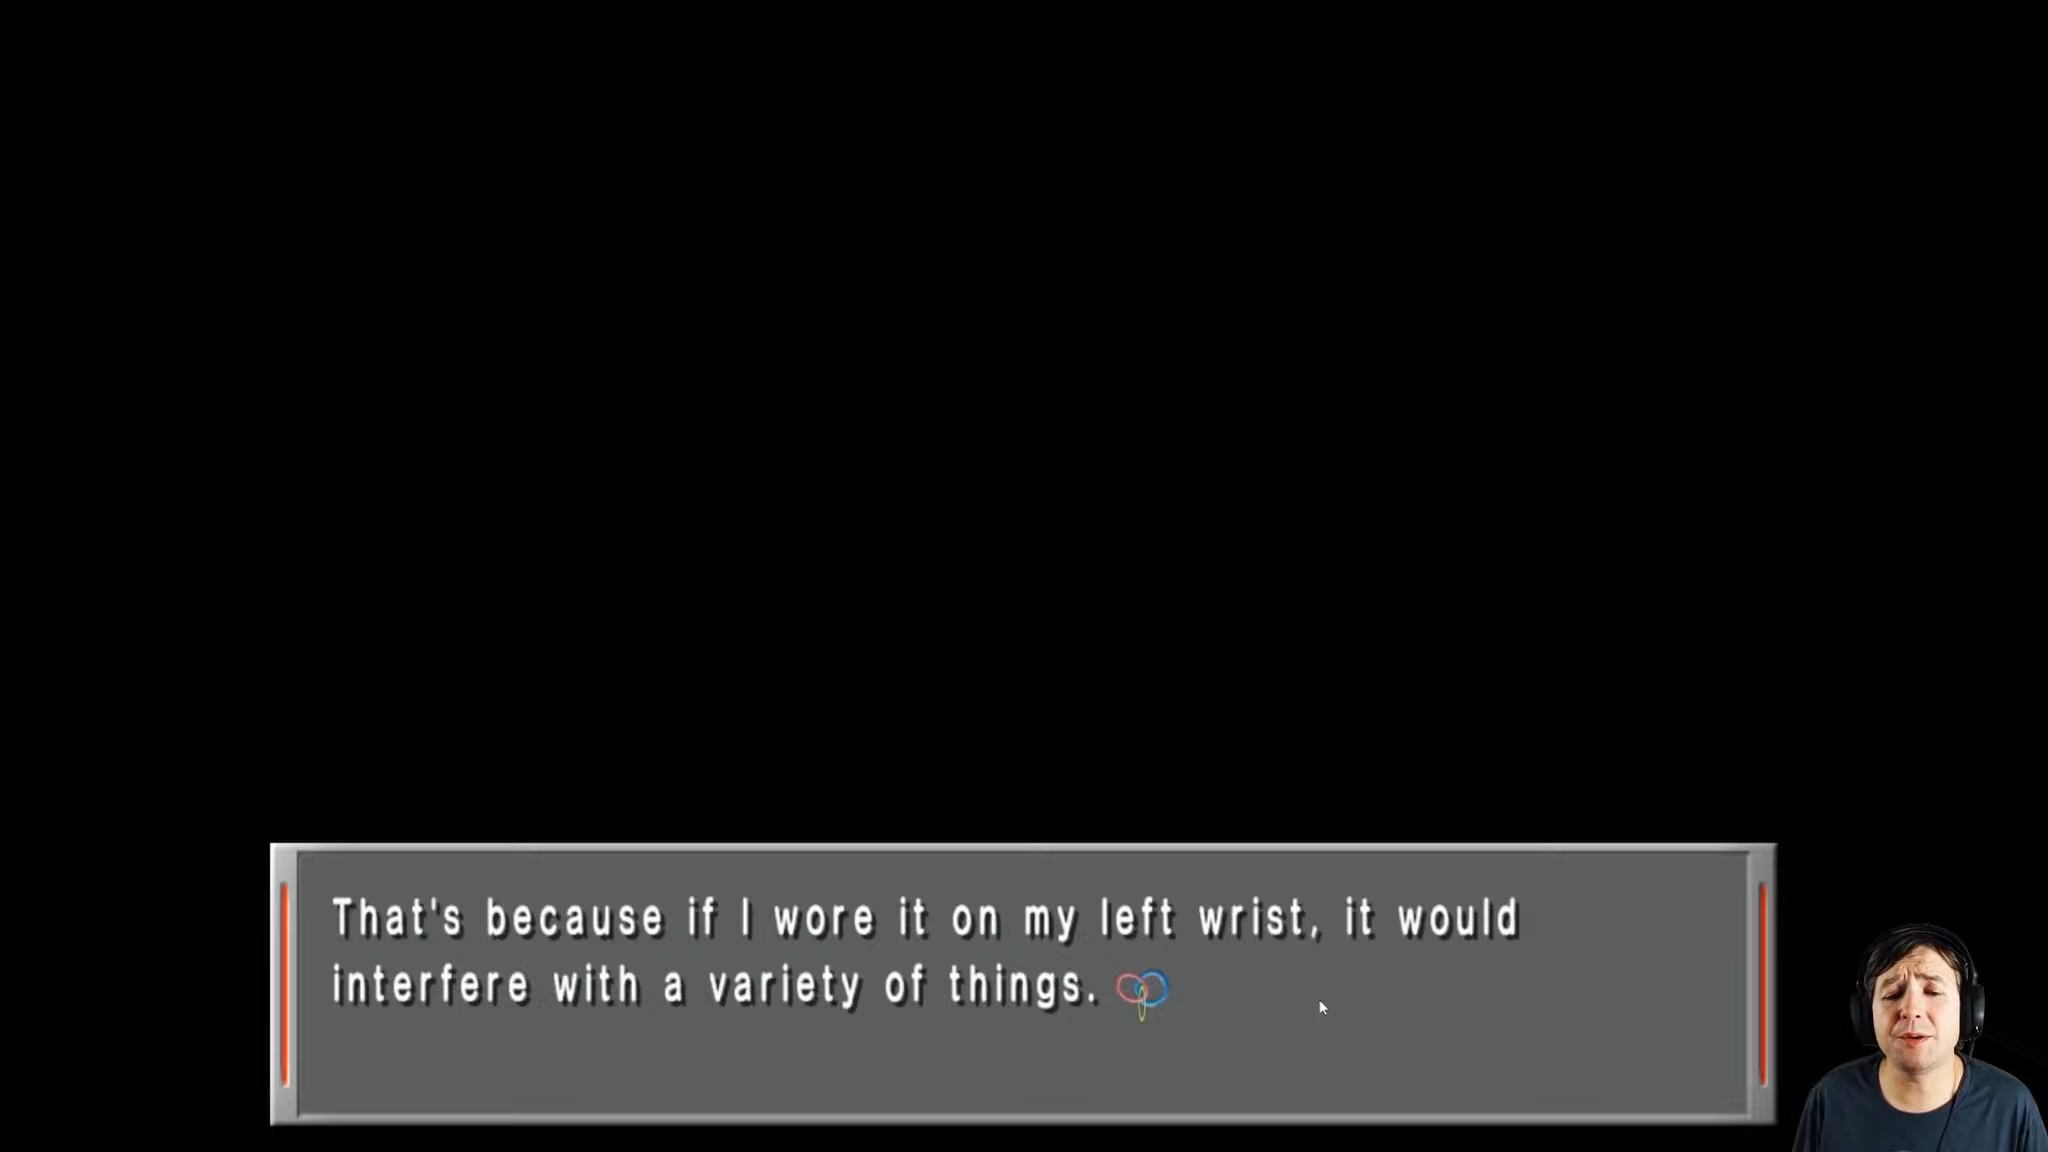 That's because if I wore it on my left wrist, it would
interfere with a variety of things.